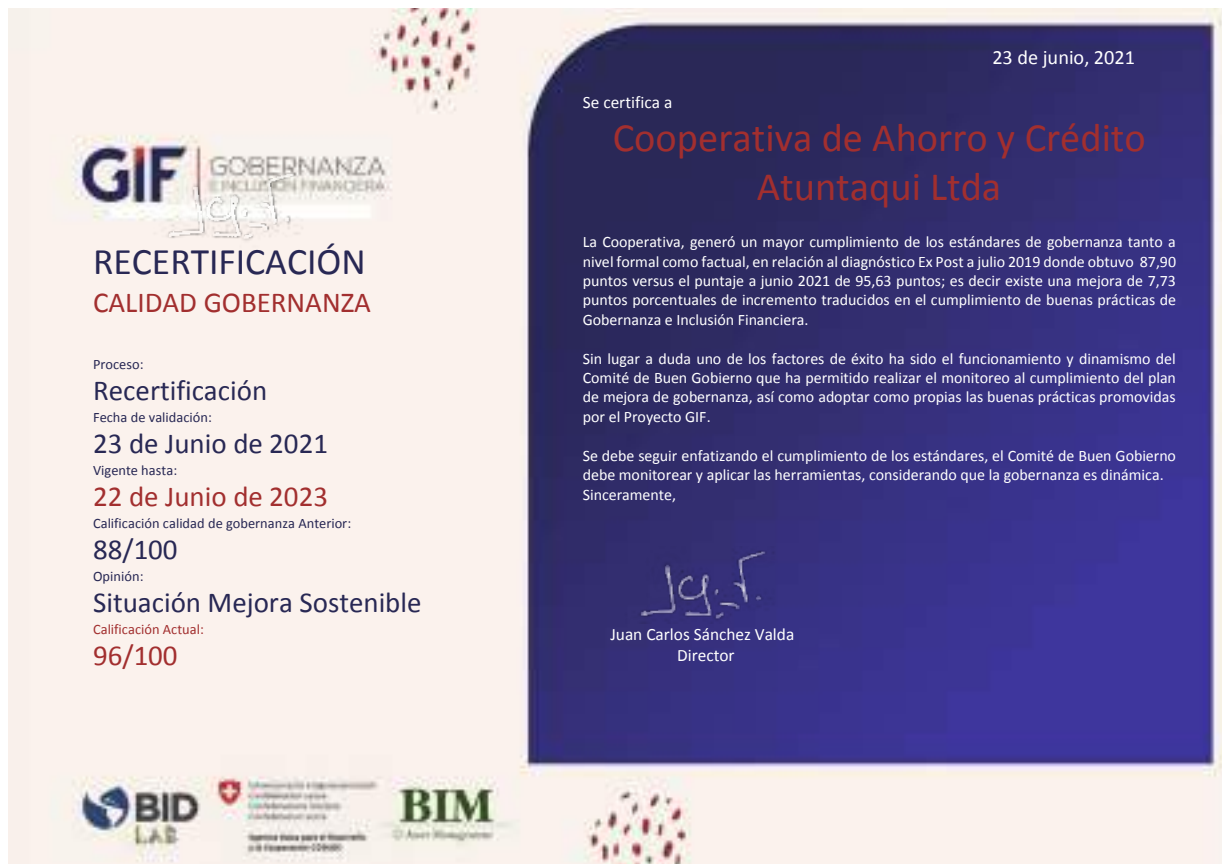 GIF
GOBERNANZA
E INCLUSIÓN FINANCIERA
RECERTIFICACIÓN
CALIDAD GOBERNANZA
Proceso:
Recertificación
Fecha de validación:
23 de Junio de 2021
Vigente hasta:
22 de Junio de 2023
Calificación calidad de gobernanza Anterior:
88/100
Opinión:
Situación Mejora Sostenible
Calificación Actual:
96/100
23 de junio, 2021
Se certifica a
Cooperativa de Ahorro y Crédito
Atuntaqui Ltda
La Cooperativa, generó un mayor cumplimiento de los estándares de gobernanza tanto a
nivel formal como factual, en relación al diagnóstico Ex Post a julio 2019 donde obtuvo 87,90
puntos versus el puntaje a junio 2021 de 95,63 puntos; es decir existe una mejora de 7,73
puntos porcentuales de incremento traducidos en el cumplimiento de buenas prácticas de
Gobernanza e Inclusión Financiera.
Sin lugar a duda uno de los factores de éxito ha sido el funcionamiento y dinamismo del
Comité de Buen Gobierno que ha permitido realizar el monitoreo al cumplimiento del plan
de mejora de gobernanza, así como adoptar como propias las buenas prácticas promovidas
por el Proyecto GIF.
Se debe seguir enfatizando el cumplimiento de los estándares, el Comité de Buen Gobierno
debe monitorear y aplicar las herramientas, considerando que la gobernanza es dinámica.
Sinceramente,
Juan Carlos Sánchez Valda
Director
BID
LAB
BIM
Asset Management